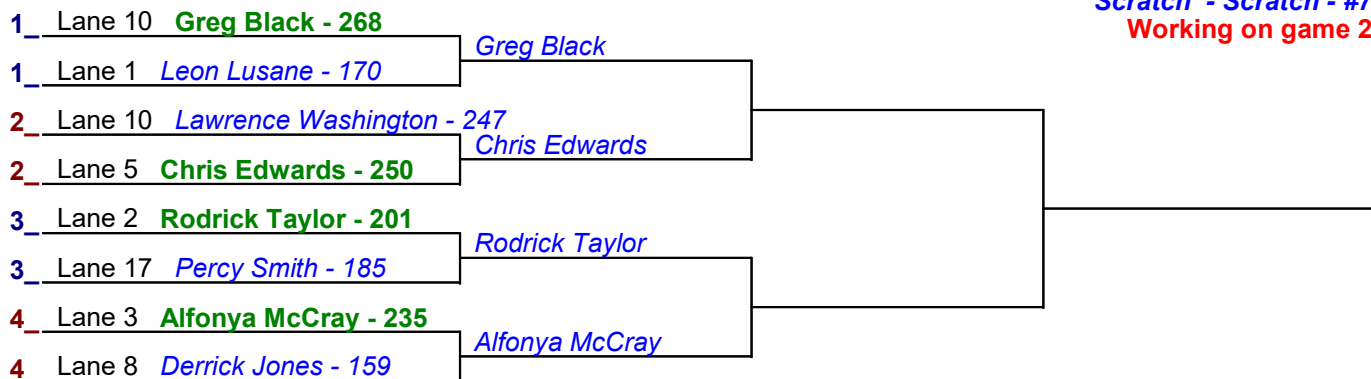 Scratch - Scratch - #7
Working on game 2
1_ Lane 10 Greg Black - 268
Greg Black
1_ Lane 1 Leon Lusane - 170
2_ Lane 10 Lawrence Washington - 247
Chris Edwards
2_ Lane 5 Chris Edwards - 250
3_ Lane 2 Rodrick Taylor - 201
Rodrick Taylor
3_ Lane 17 Percy Smith - 185
4_ Lane 3 Alfonya McCray - 235
Alfonya McCray
4 Lane 8 Derrick Jones - 159